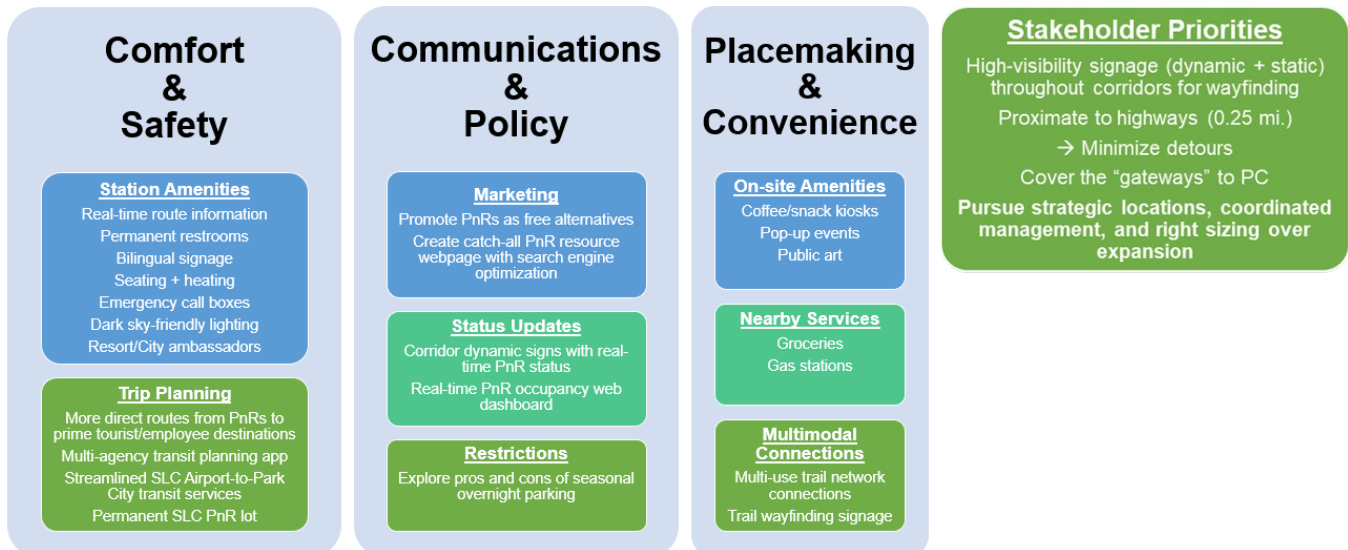 Comfort
&
Safety
Station Amenities
Real-time route information
Permanent restrooms
Bilingual signage
Seating + heating
Emergency call boxes
Dark sky-friendly lighting
Resort/City ambassadors
Trip Planning
More direct routes from PnRs to
prime tourist/employee destinations
Multi-agency transit planning app
Streamlined SLC Airport-to-Park
City transit services
Permanent SLC PnR lot
Communications
&
Policy
Marketing
Promote PnRs as free alternatives
Create catch-all PnR resource
webpage with search engine
optimization
Status Updates
Corridor dynamic signs with real-
time PnR status
Real-time PnR occupancy web
dashboard
Restrictions
Explore pros and cons of seasonal
overnight parking
Placemaking
&
Convenience
On-site Amenities
Coffee/snack kiosks
Pop-up events
Public art
Nearby Services
Groceries
Gas stations
Multimodal
Connections
Multi-use trail network
connections
Trail wayfinding signage
Stakeholder Priorities
High-visibility signage (dynamic + static)
throughout corridors for wayfinding
Proximate to highways (0.25 mi.)
→ Minimize detours
Cover the “gateways” to PC
Pursue strategic locations, coordinated
management, and right sizing over
expansion